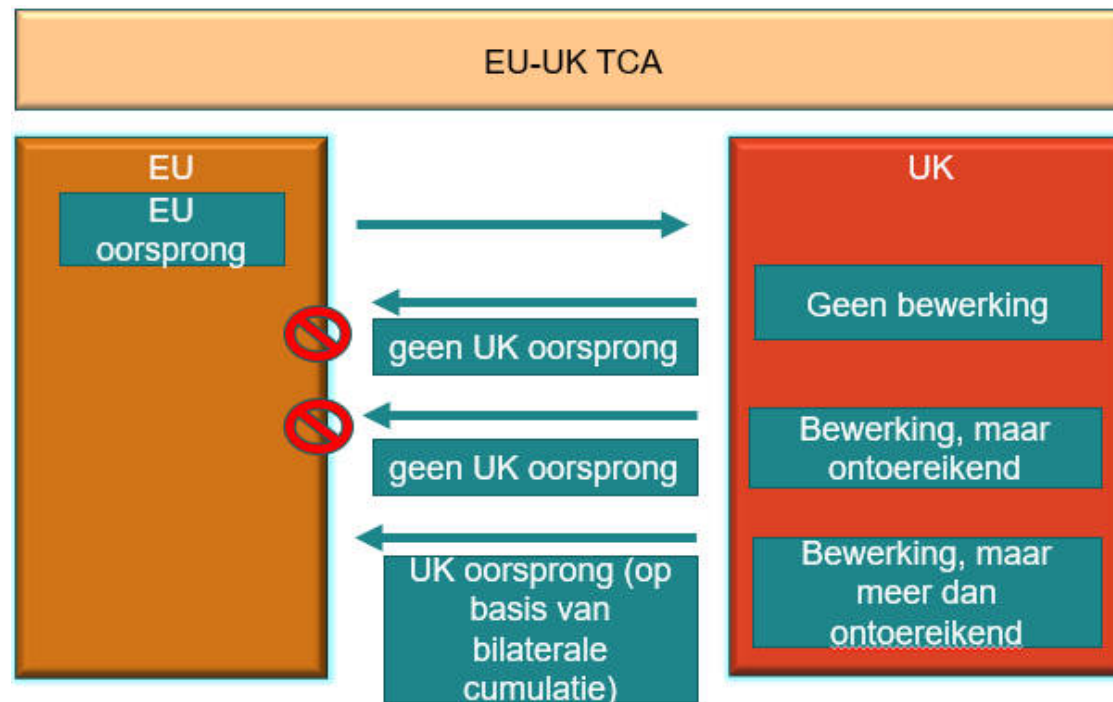 EU-UK TCA
EU
EU
oorsprong
UK
Geen bewerking
geen UK oorsprong
Bewerking, maar
ontoereikend
geen UK oorsprong
Bewerking, maar
meer dan
ontoereikend
UK oorsprong (op
basis van
bilaterale
cumulatie)